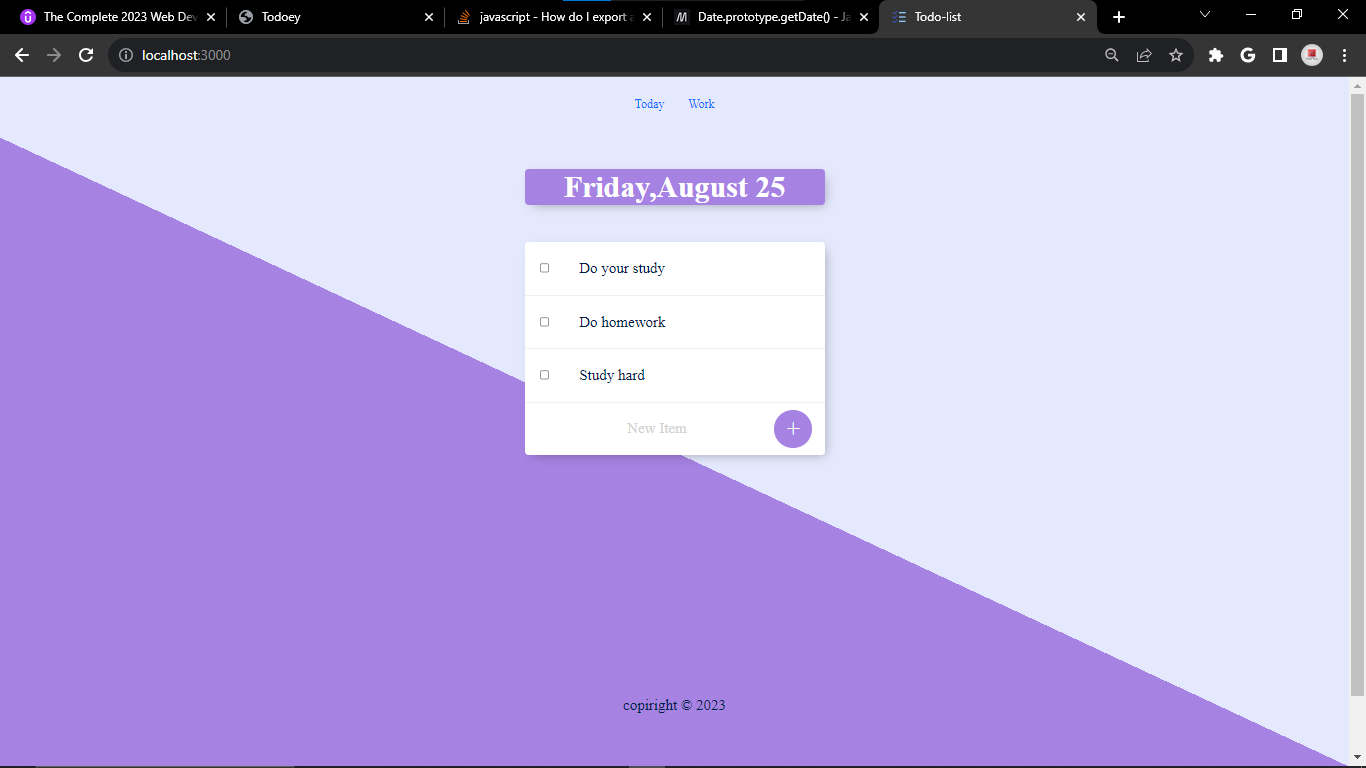 The Complete 2023 Web Dev
Todoey
javascript - How do I export a
Date.prototype.getDate() - Ja
Todo-list
localhost:3000
Today Work
Friday,August 25
Do your study
Do homework
Study hard
New Item
copiright © 2023